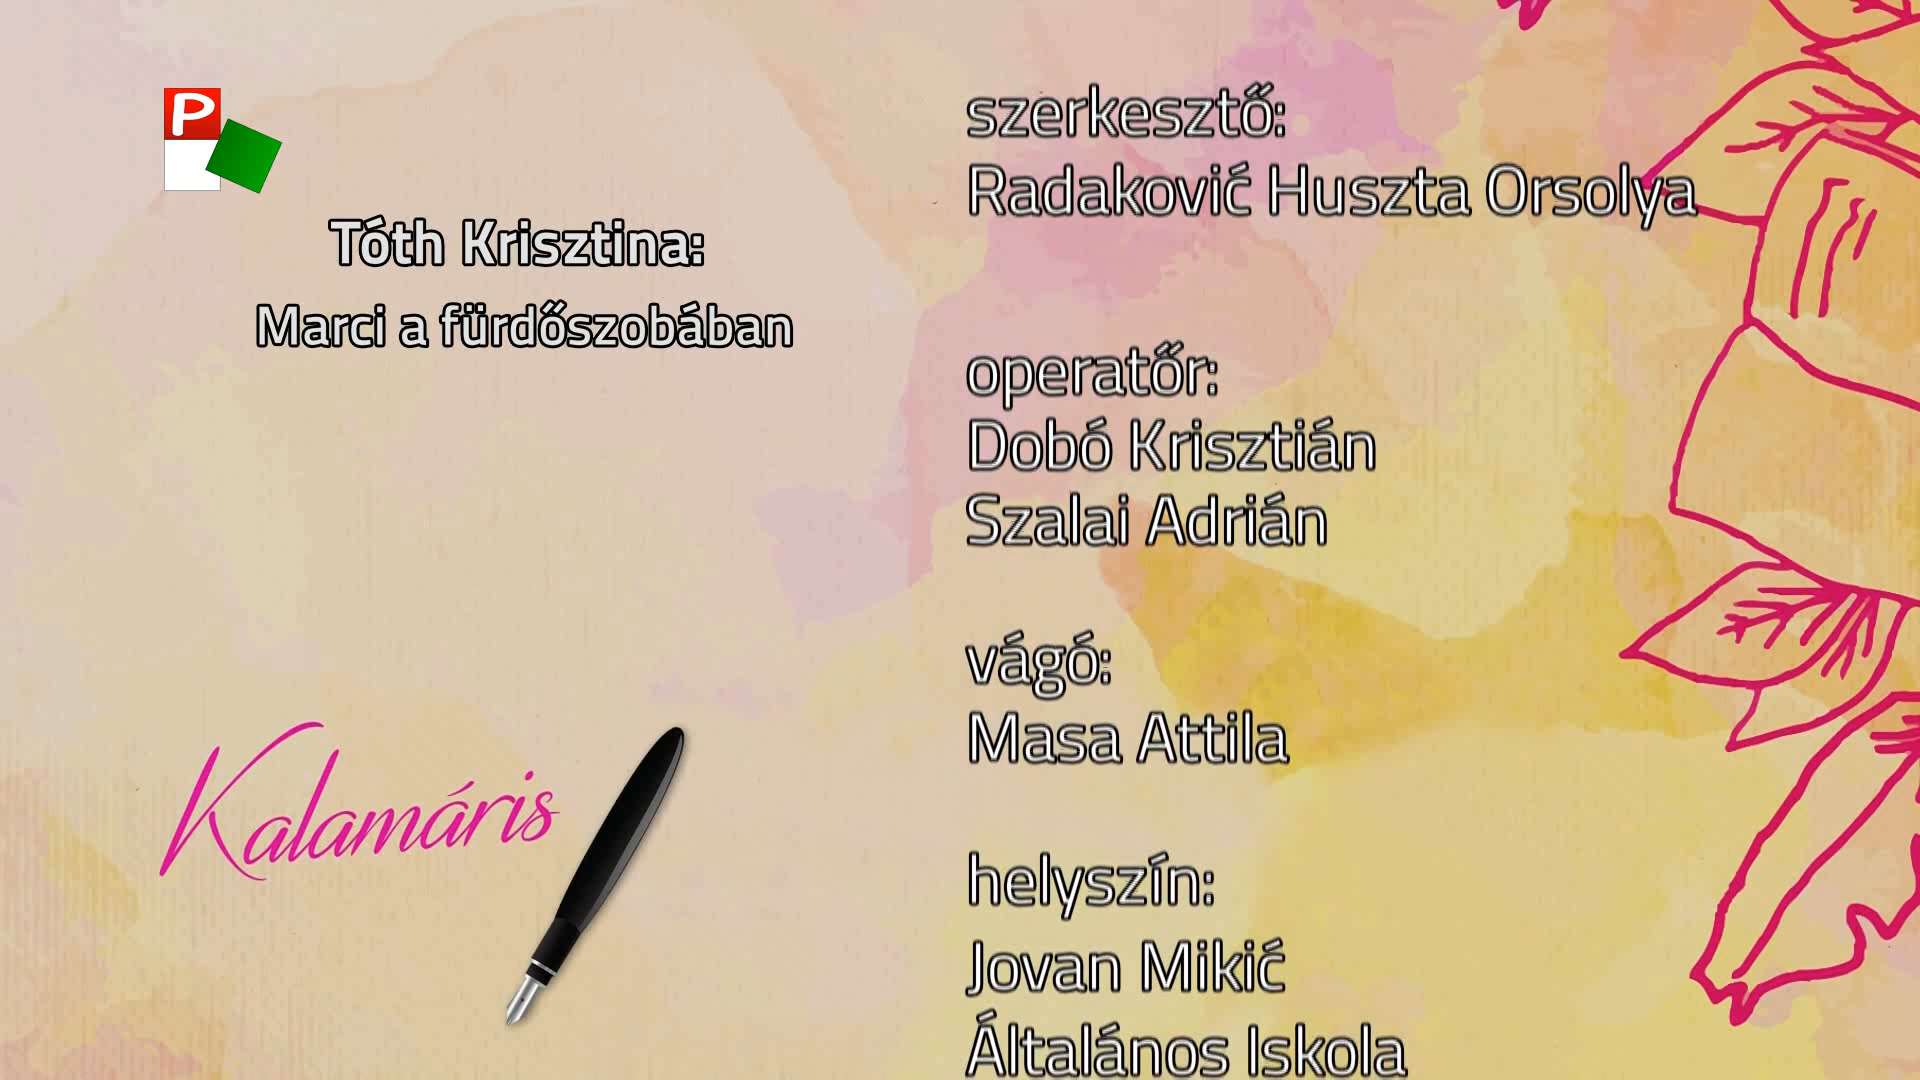 P
Tóth Krisztina:
Marci a fürdőszobában
Kalamáris
szerkesztő:
Radaković Huszta Orsolya
operatőr:
Dobó Krisztián
Szalai Adrián
vágó:
Masa Attila
helyszín:
Jovan Mikić
Általános Iskola